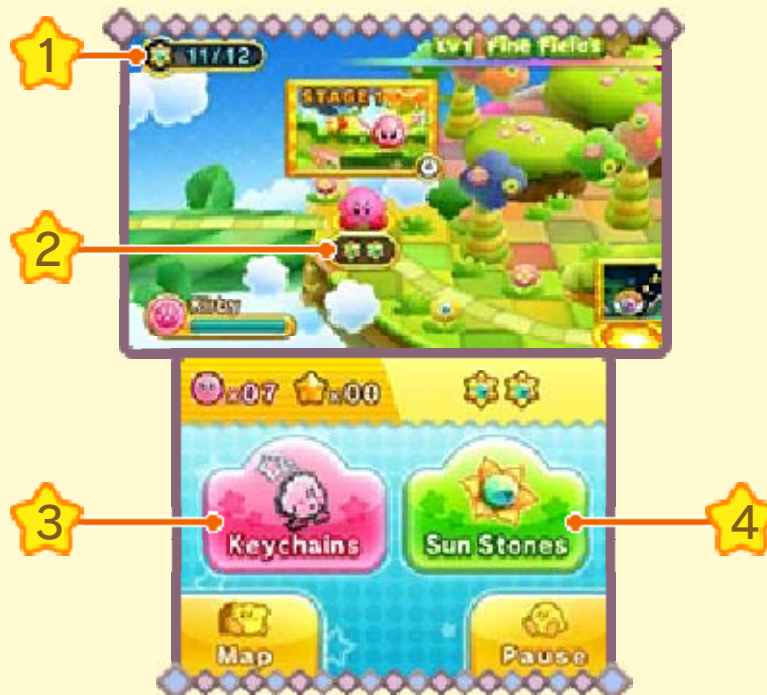 1
11/12
Lv1 Fine Fields
STAGE 1
2
Kirby
x07 x00
3
Keychains
Sun Stones
4
Map
Pause